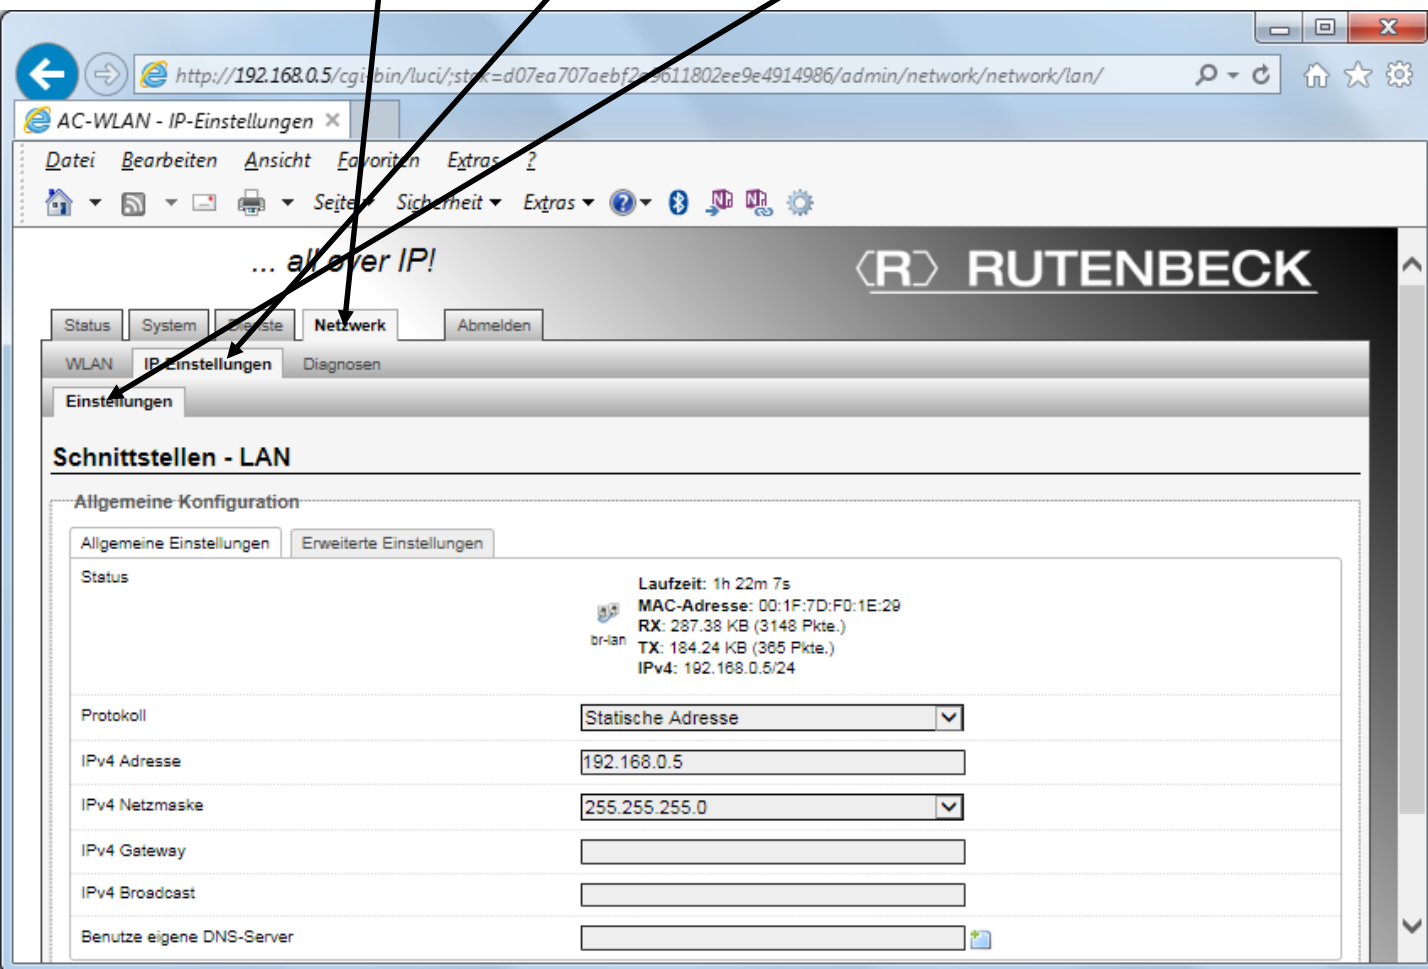 http://192.168.0.5/cgi-bin/luci/;stok=d07ea707aebf2a9611802ee9e4914986/admin/network/network/lan/
AC-WLAN - IP-Einstellungen
Datei Bearbeiten Ansicht Favoriten Extras ?
Seite Sicherheit Extras
... all over IP!
⟨R⟩ RUTENBECK
Status System Dienste Netzwerk Abmelden
WLAN IP-Einstellungen Diagnosen
Einstellungen
Schnittstellen - LAN
Allgemeine Konfiguration
Allgemeine Einstellungen Erweiterte Einstellungen
Status
Laufzeit: 1h 22m 7s
MAC-Adresse: 00:1F:7D:F0:1E:29
RX: 287.38 KB (3148 Pkte.)
br-lan
TX: 184.24 KB (365 Pkte.)
IPv4: 192.168.0.5/24
Protokoll Statische Adresse
IPv4 Adresse 192.168.0.5
IPv4 Netzmaske 255.255.255.0
IPv4 Gateway
IPv4 Broadcast
Benutze eigene DNS-Server